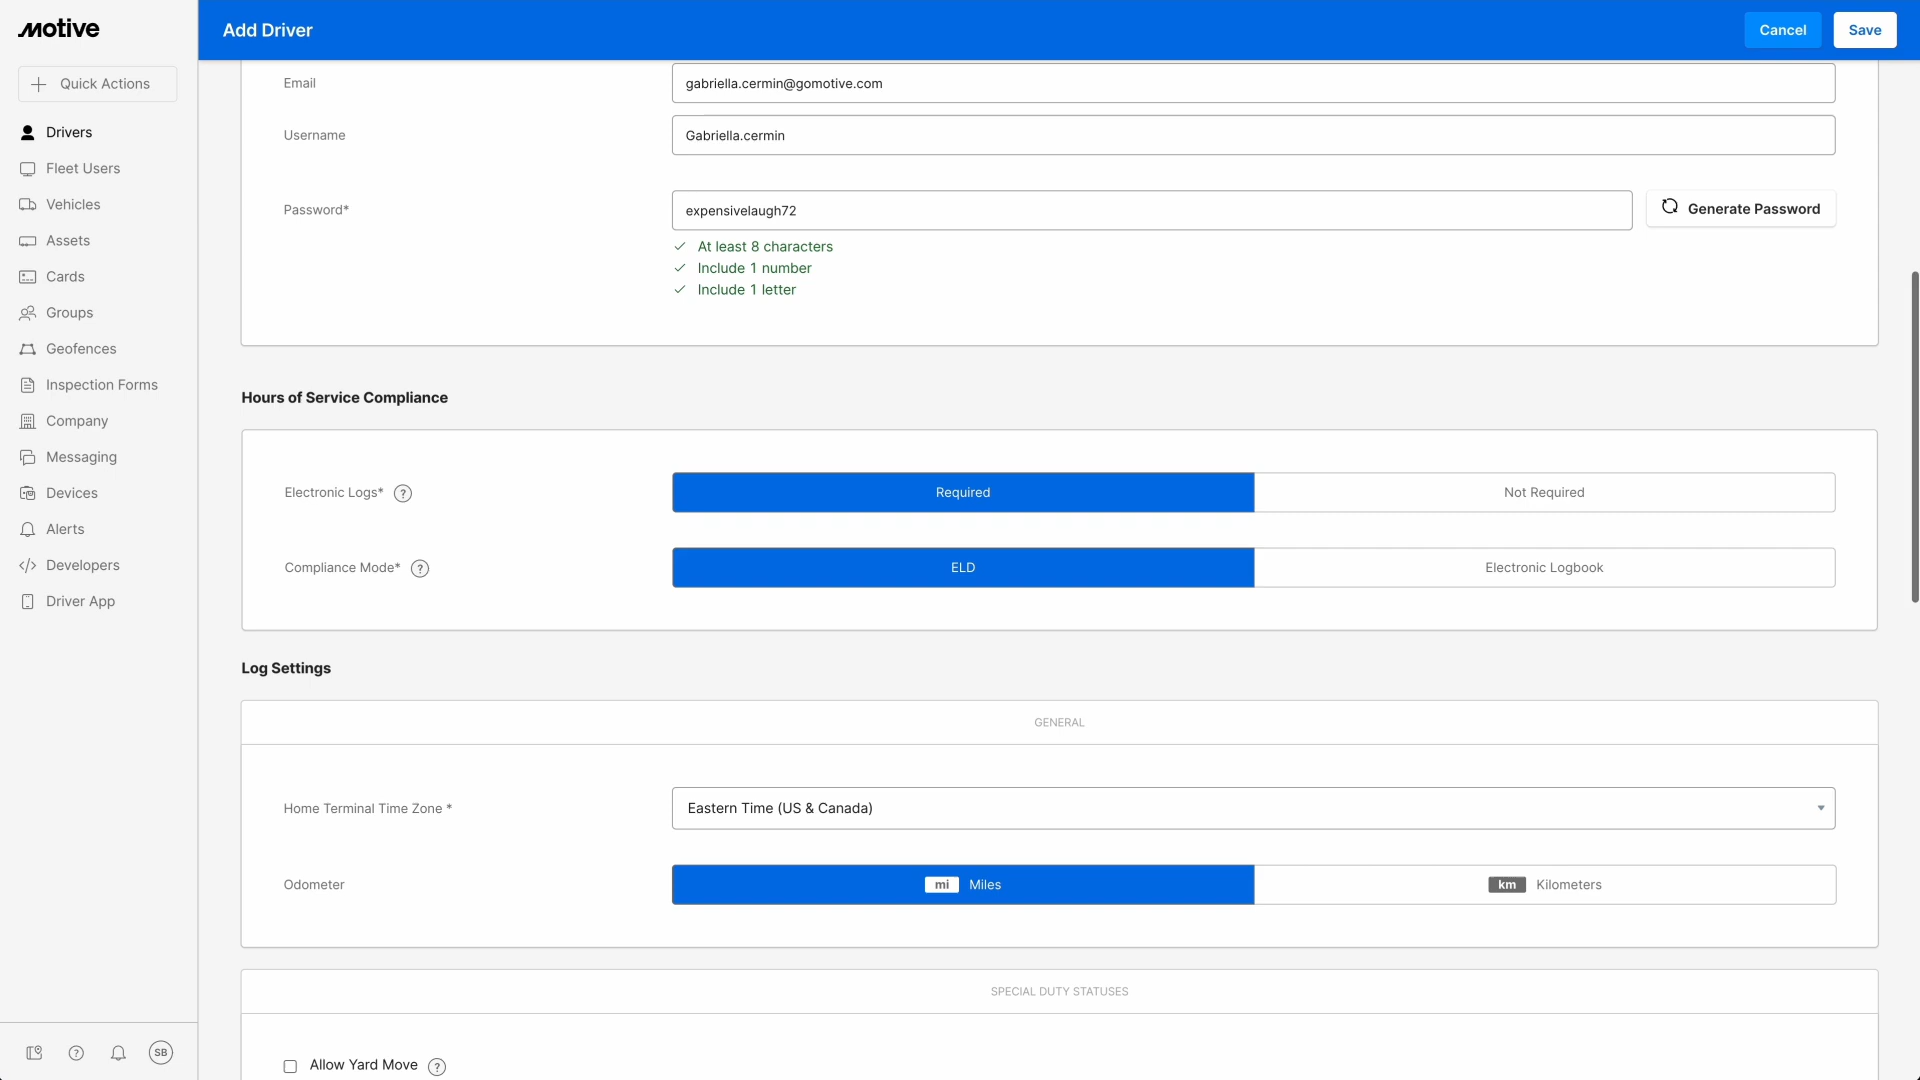 motive
Quick Actions
Drivers
Fleet Users
Vehicles
Assets
Cards
Groups
Geofences
Inspection Forms
Company
Messaging
Devices
Alerts
Developers
Driver App
SB
Add Driver
Cancel
Save
Email
gabriella.cermin@gomotive.com
Username
Gabriella.cermin
Password*
expensivelaugh72
Generate Password
At least 8 characters
Include 1 number
Include 1 letter
Hours of Service Compliance
Electronic Logs* ?
Required
Not Required
Compliance Mode* ?
ELD
Electronic Logbook
Log Settings
GENERAL
Home Terminal Time Zone *
Eastern Time (US & Canada)
Odometer
mi Miles
km Kilometers
SPECIAL DUTY STATUSES
Allow Yard Move ?